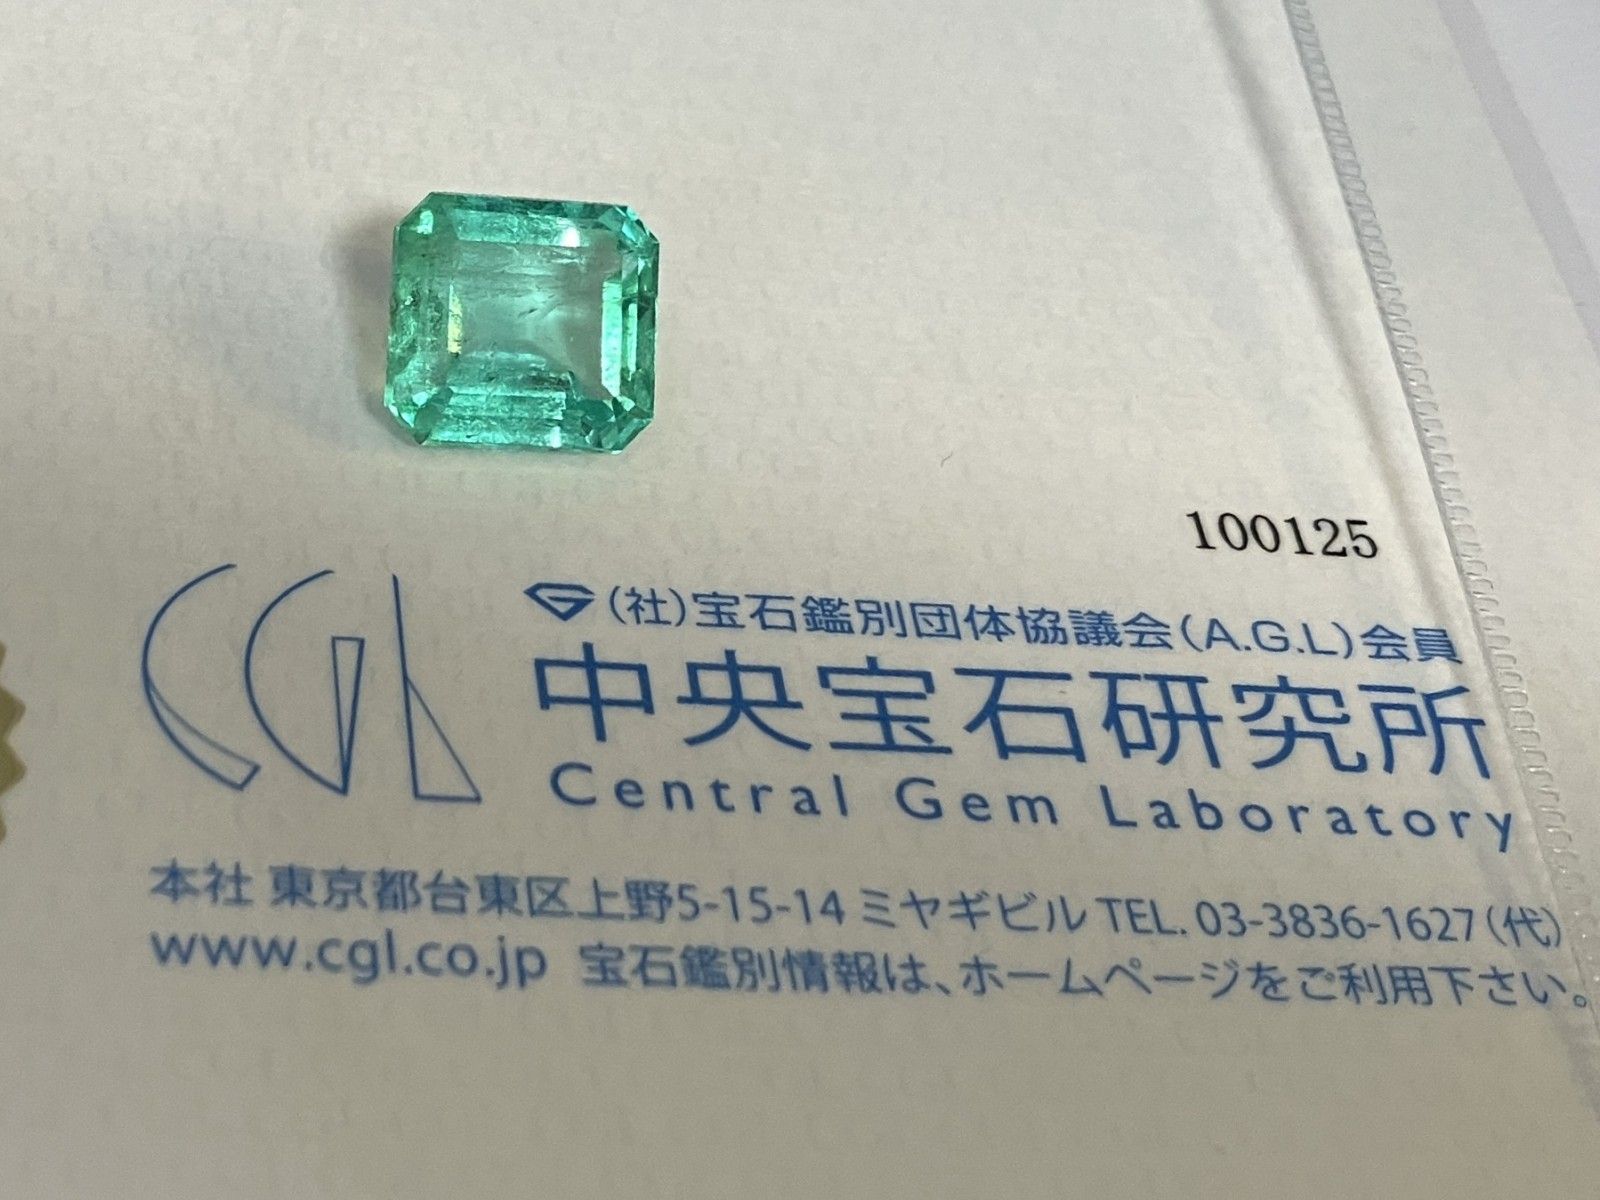 100125
CGL
(社)宝石鑑別団体協議会(A.G.L)会員
中央宝石研究所
Central Gem Laboratory
本社 東京都台東区上野5-15-14 ミヤギビル TEL. 03-3836-1627(代)
www.cgl.co.jp 宝石鑑別情報は、ホームページをご利用下さい。